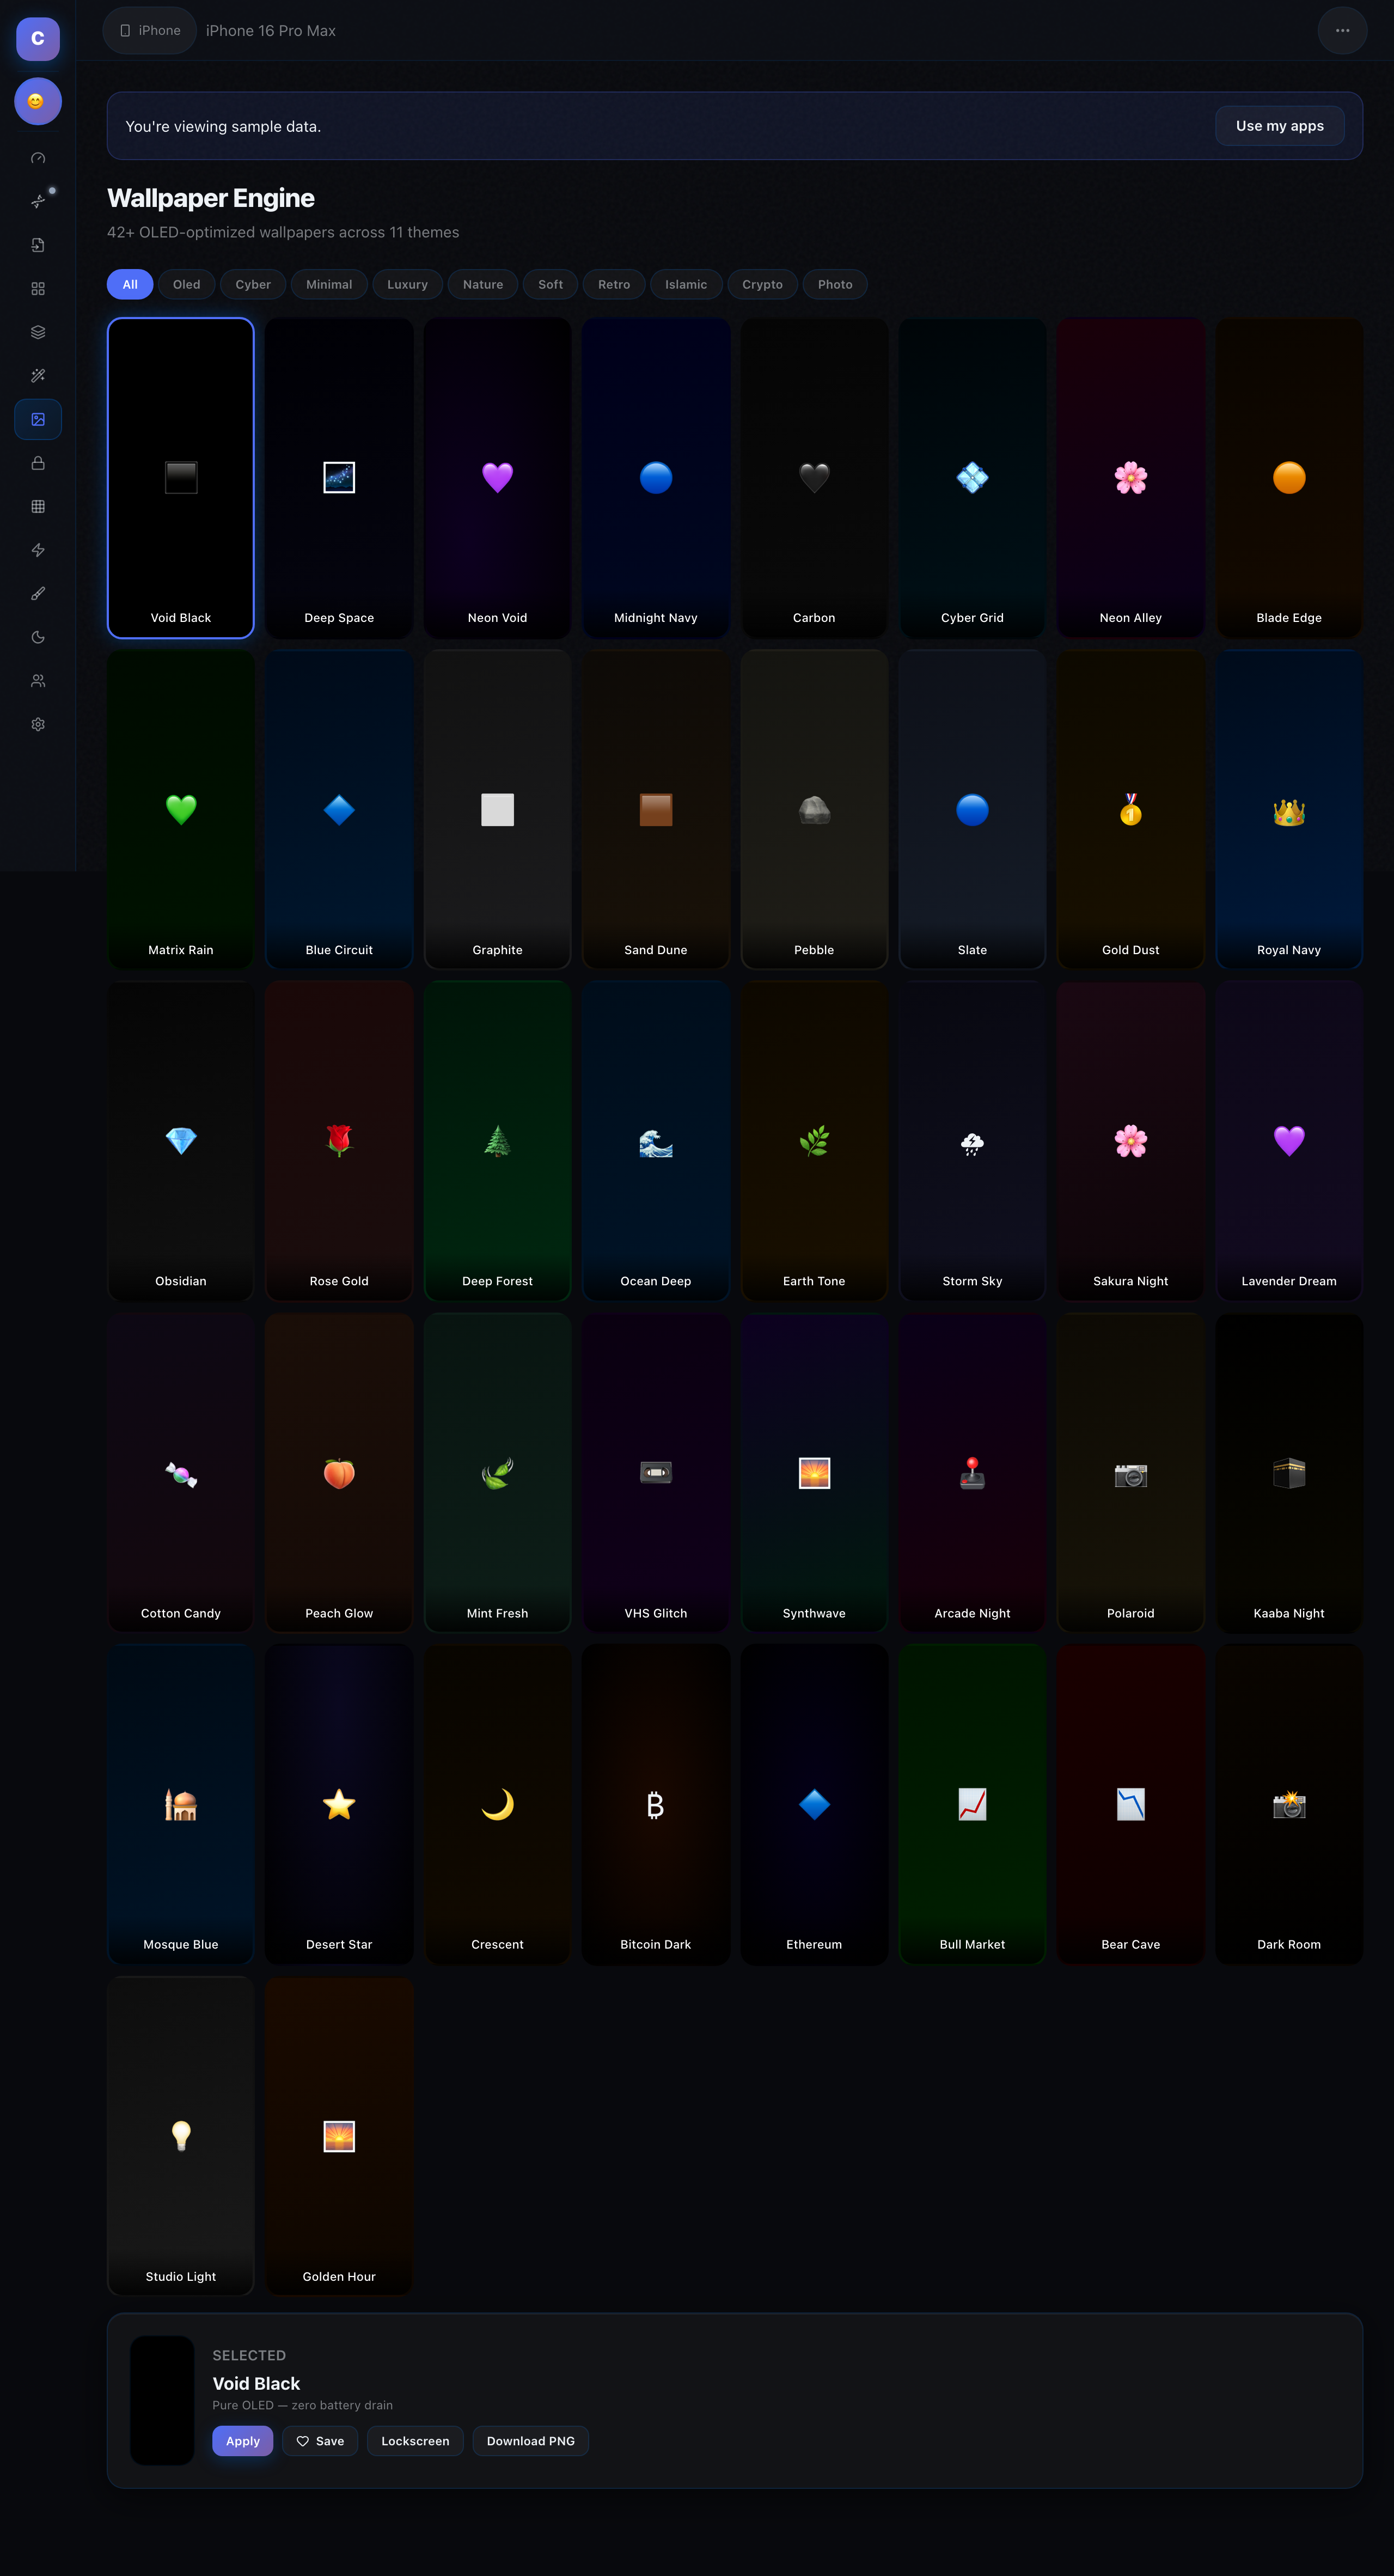 C
iPhone iPhone 16 Pro Max
You're viewing sample data. Use my apps
Wallpaper Engine
42+ OLED-optimized wallpapers across 11 themes
All Oled Cyber Minimal Luxury Nature Soft Retro Islamic Crypto Photo
Void Black Deep Space Neon Void Midnight Navy Carbon Cyber Grid Neon Alley Blade Edge
Matrix Rain Blue Circuit Graphite Sand Dune Pebble Slate Gold Dust Royal Navy
Obsidian Rose Gold Deep Forest Ocean Deep Earth Tone Storm Sky Sakura Night Lavender Dream
Cotton Candy Peach Glow Mint Fresh VHS Glitch Synthwave Arcade Night Polaroid Kaaba Night
Mosque Blue Desert Star Crescent Bitcoin Dark Ethereum Bull Market Bear Cave Dark Room
Studio Light Golden Hour
SELECTED
Void Black
Pure OLED — zero battery drain
Apply Save Lockscreen Download PNG